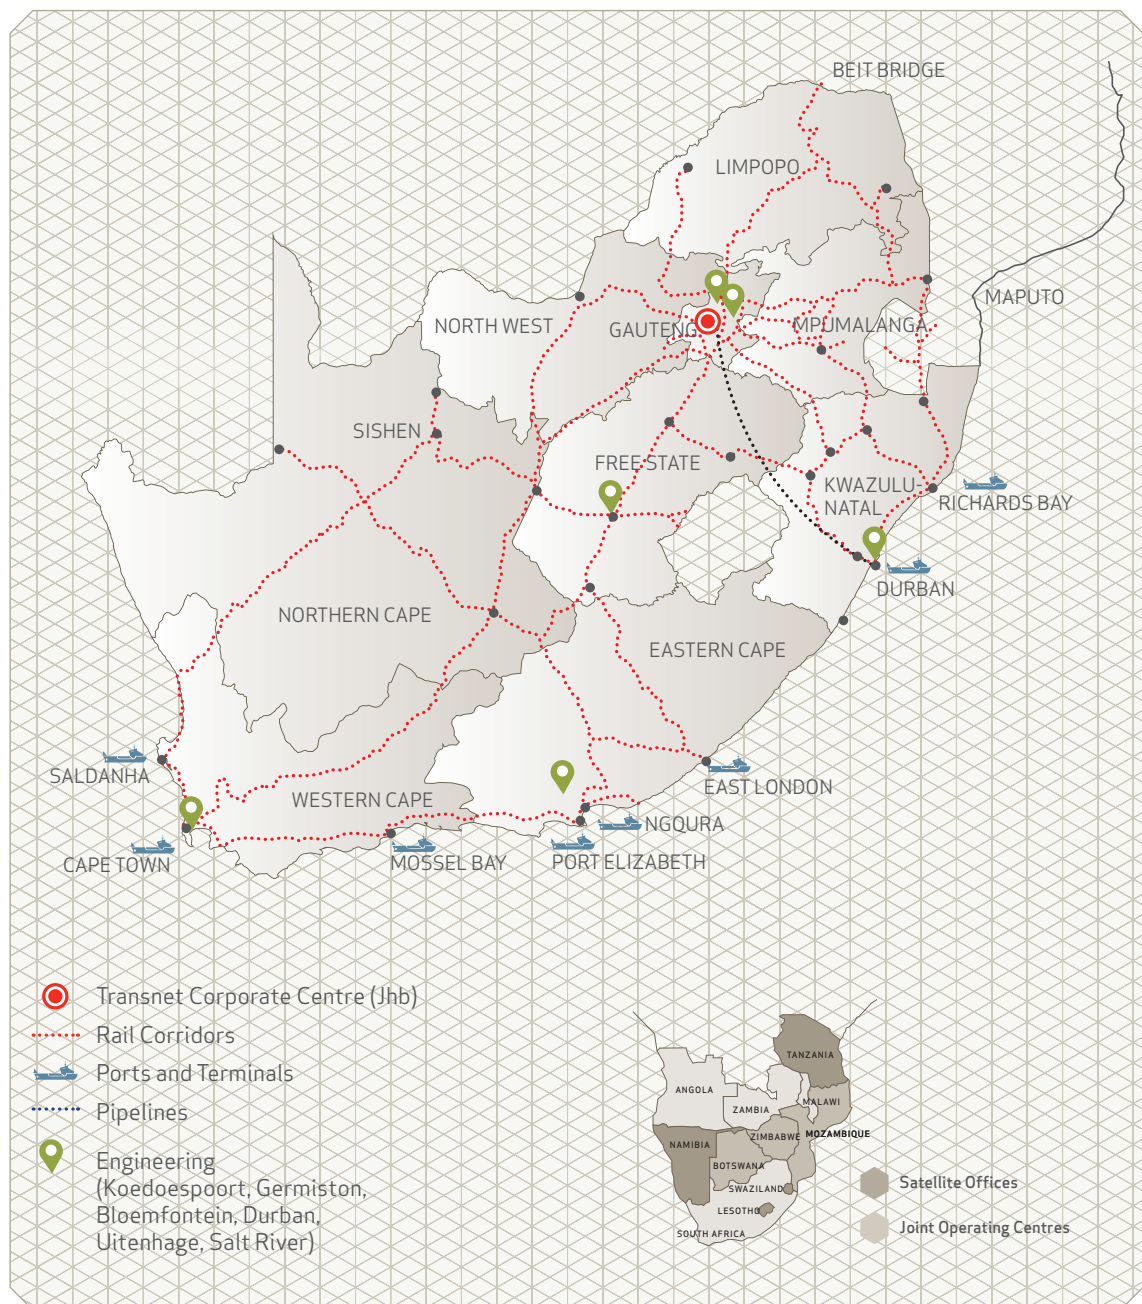 BEIT BRIDGE
LIMPOPO
MAPUTO
NORTH WEST
GAUTENG
MPUMALANGA
SISHEN
FREE STATE
KWAZULU-
NATAL
RICHARDS BAY
DURBAN
NORTHERN CAPE
EASTERN CAPE
SALDANHA
EAST LONDON
WESTERN CAPE
NGQURA
CAPE TOWN
MOSSEL BAY
PORT ELIZABETH
Transnet Corporate Centre (Jhb)
Rail Corridors
Ports and Terminals
Pipelines
Engineering
(Koedoespoort, Germiston,
Bloemfontein, Durban,
Uitenhage, Salt River)
TANZANIA
ANGOLA
MALAWI
ZAMBIA
MOZAMBIQUE
ZIMBABWE
NAMIBIA
BOTSWANA
SWAZILAND
LESOTHO
SOUTH AFRICA
Satellite Offices
Joint Operating Centres